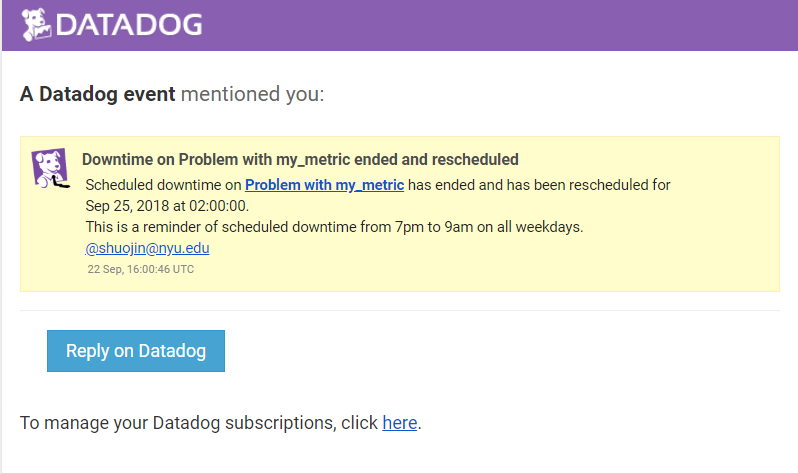 DATADOG
A Datadog event mentioned you:
Downtime on Problem with my_metric ended and rescheduled
Scheduled downtime on Problem with my_metric has ended and has been rescheduled for
Sep 25, 2018 at 02:00:00.
This is a reminder of scheduled downtime from 7pm to 9am on all weekdays.
@shuojin@nyu.edu
22 Sep, 16:00:46 UTC
Reply on Datadog
To manage your Datadog subscriptions, click here.